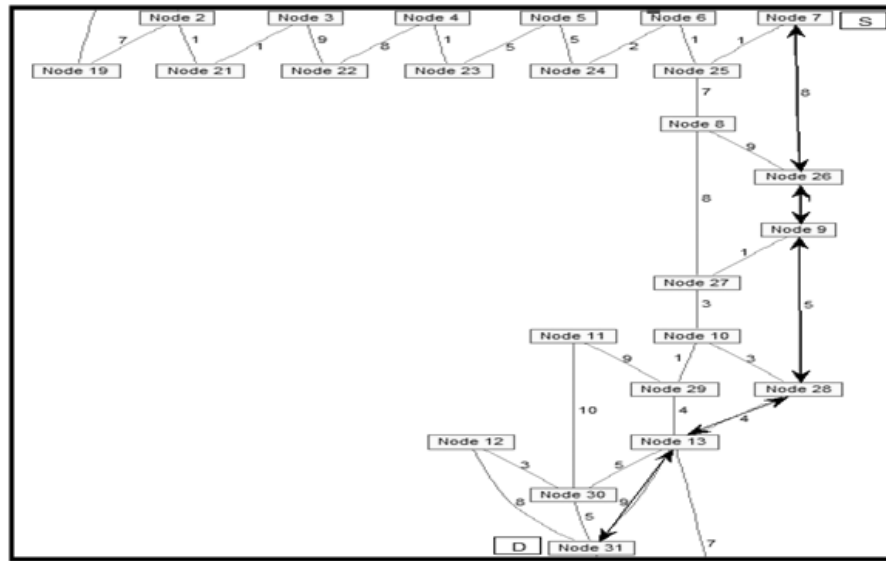 Node 2 Node 3 Node 4 Node 5 Node 6 Node 7 S
7 1 1 9 8 1 5 5 2 1 1
Node 19 Node 21 Node 22 Node 23 Node 24 Node 25
7 8
Node 8
9
Node 26
8
Node 9
1
Node 27
3 5
Node 11 Node 10
9 1 3
Node 29 Node 28
10 4 4
Node 12 Node 13
3 5
Node 30
8 5 9 7
D Node 31